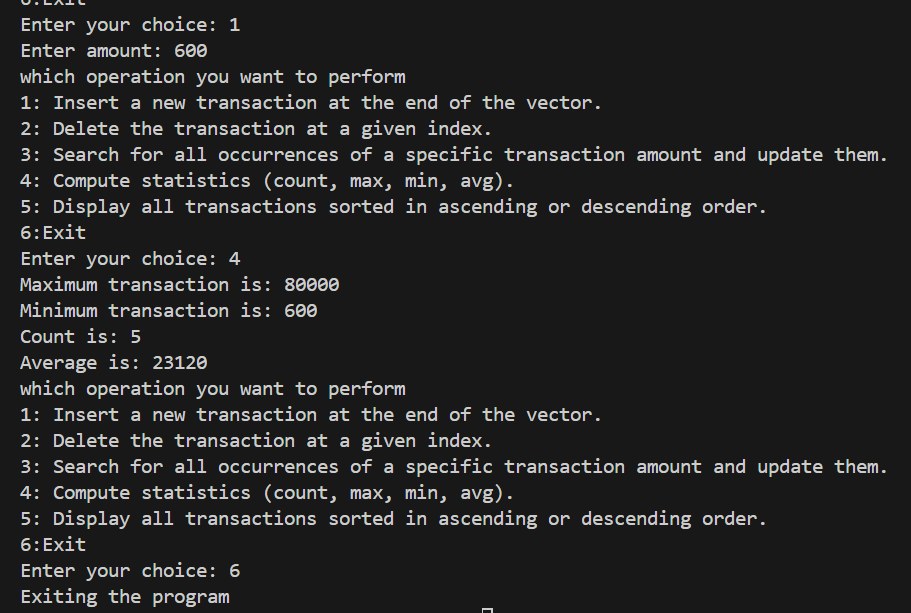 6:Exit
Enter your choice: 1
Enter amount: 600
which operation you want to perform
1: Insert a new transaction at the end of the vector.
2: Delete the transaction at a given index.
3: Search for all occurrences of a specific transaction amount and update them.
4: Compute statistics (count, max, min, avg).
5: Display all transactions sorted in ascending or descending order.
6:Exit
Enter your choice: 4
Maximum transaction is: 80000
Minimum transaction is: 600
Count is: 5
Average is: 23120
which operation you want to perform
1: Insert a new transaction at the end of the vector.
2: Delete the transaction at a given index.
3: Search for all occurrences of a specific transaction amount and update them.
4: Compute statistics (count, max, min, avg).
5: Display all transactions sorted in ascending or descending order.
6:Exit
Enter your choice: 6
Exiting the program